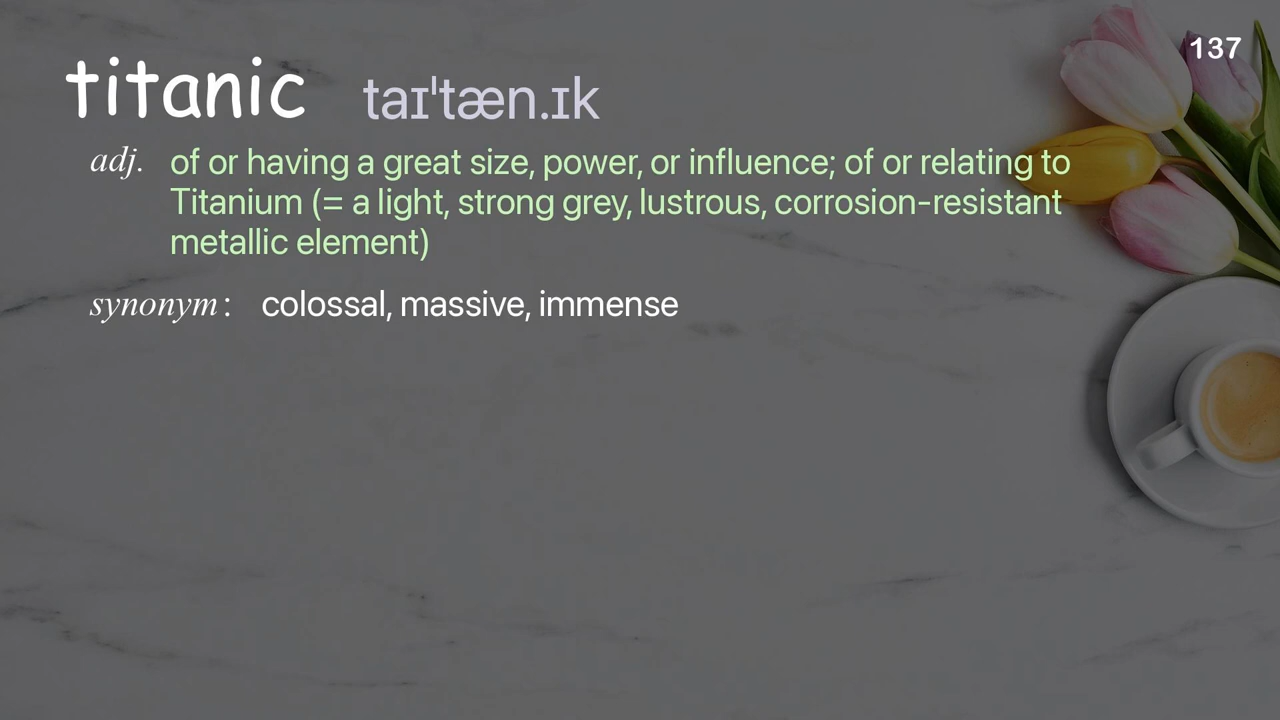 137
titanic taɪˈtæn.ɪk
adj. of or having a great size, power, or influence; of or relating to
Titanium (= a light, strong grey, lustrous, corrosion-resistant
metallic element)
synonym: colossal, massive, immense